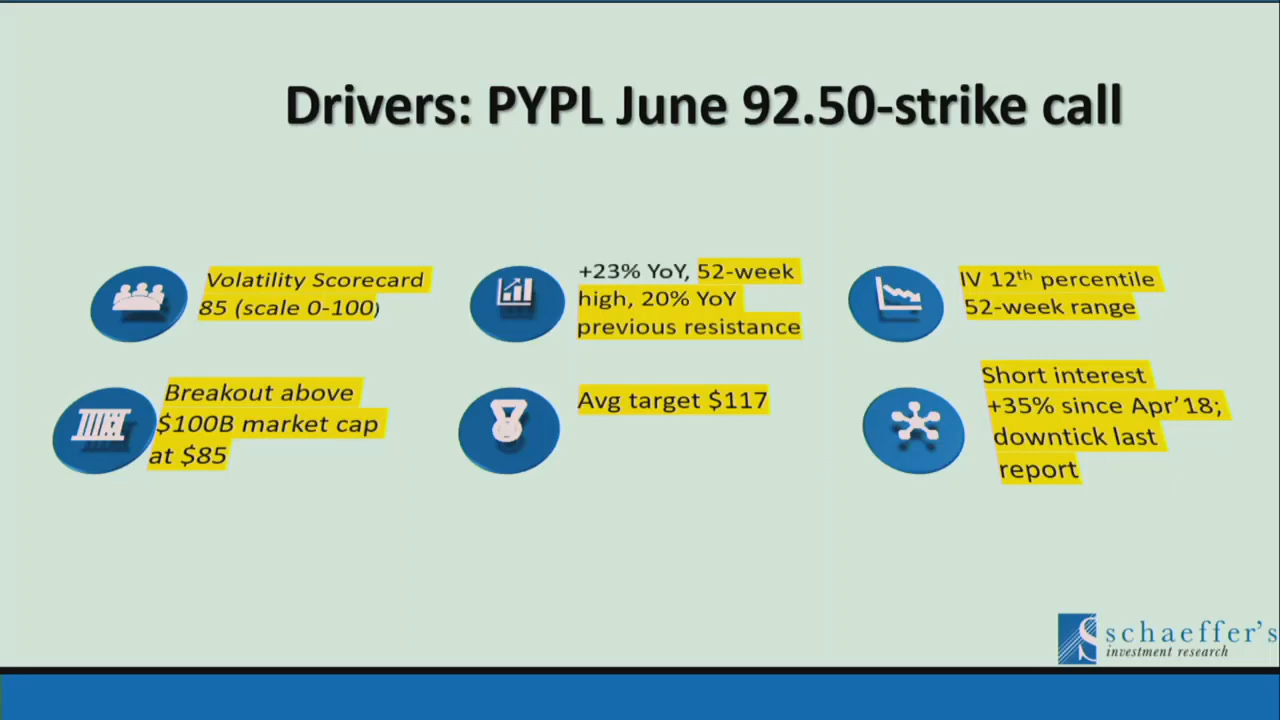 Drivers: PYPL June 92.50-strike call
Volatility Scorecard
85 (scale 0-100)
+23% YoY, 52-week
high, 20% YoY
previous resistance
IV 12th percentile
52-week range
Breakout above
$100B market cap
at $85
Avg target $117
Short interest
+35% since Apr’18;
downtick last
report
schaeffer's
investment research